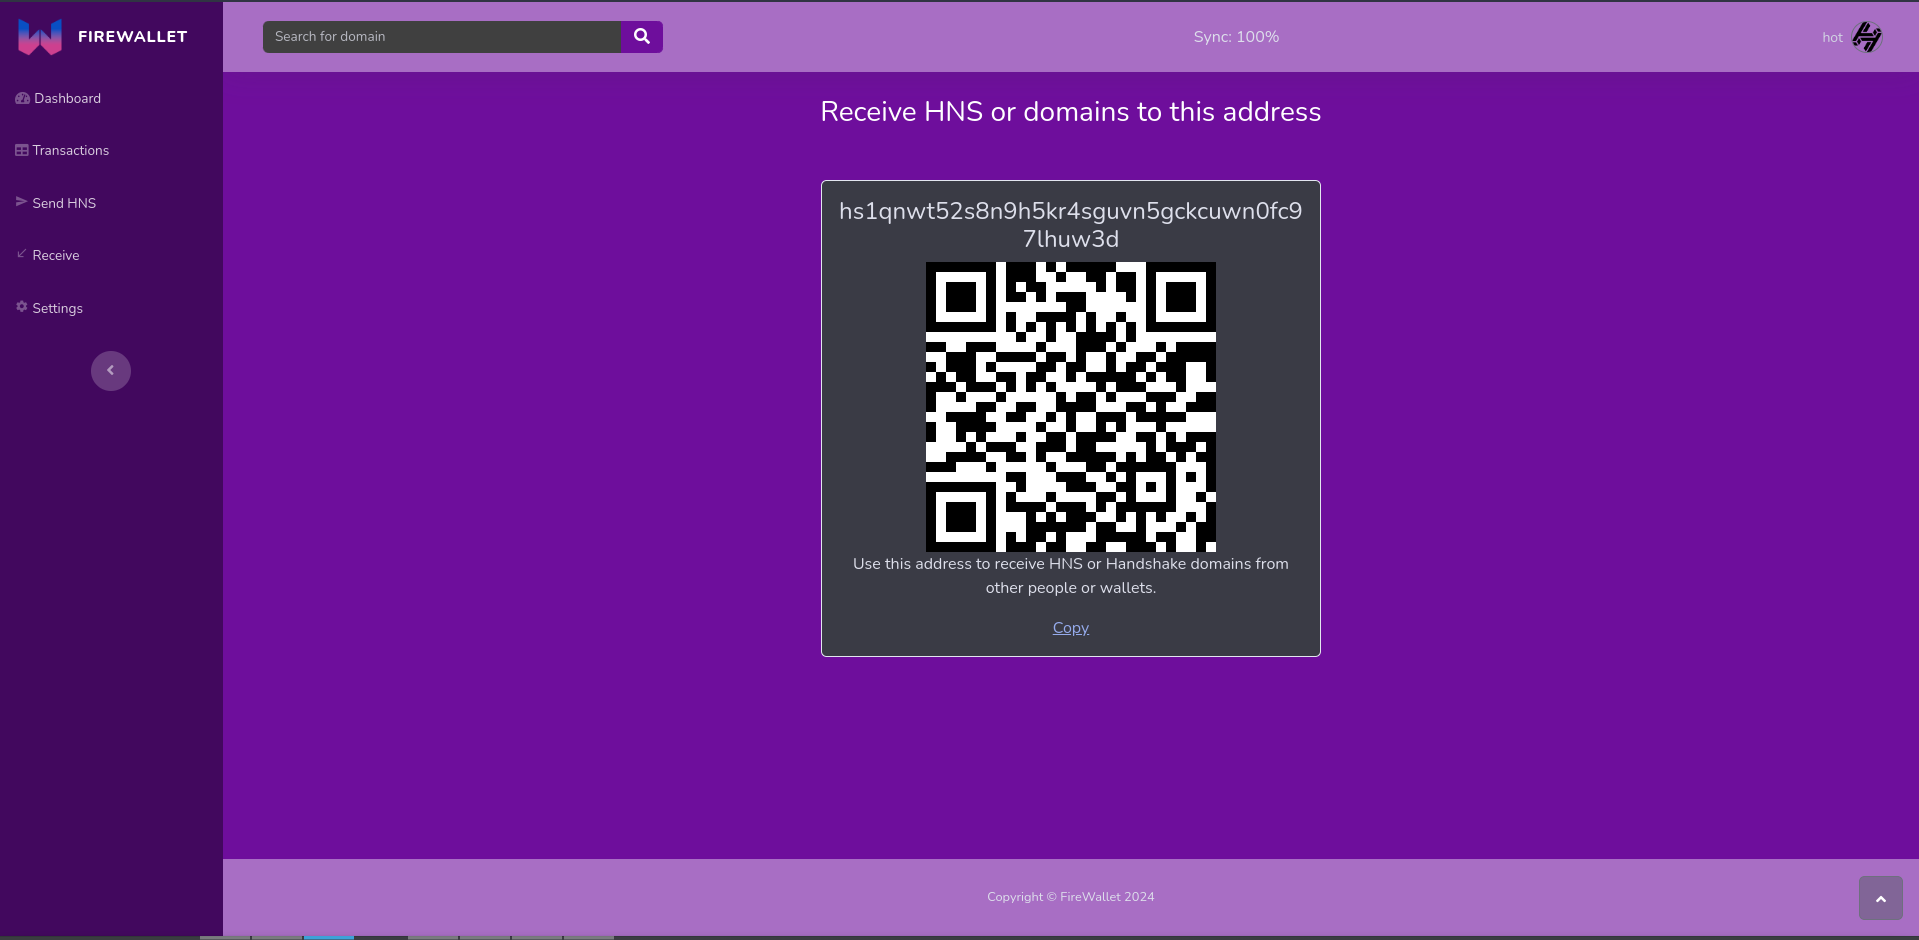 FIREWALLET
Search for domain
Sync: 100%
hot
Dashboard
Transactions
Send HNS
Receive
Settings
Receive HNS or domains to this address
hs1qnwt52s8n9h5kr4sguvn5gckcuwn0fc9
7lhuw3d
Use this address to receive HNS or Handshake domains from
other people or wallets.
Copy
Copyright © FireWallet 2024